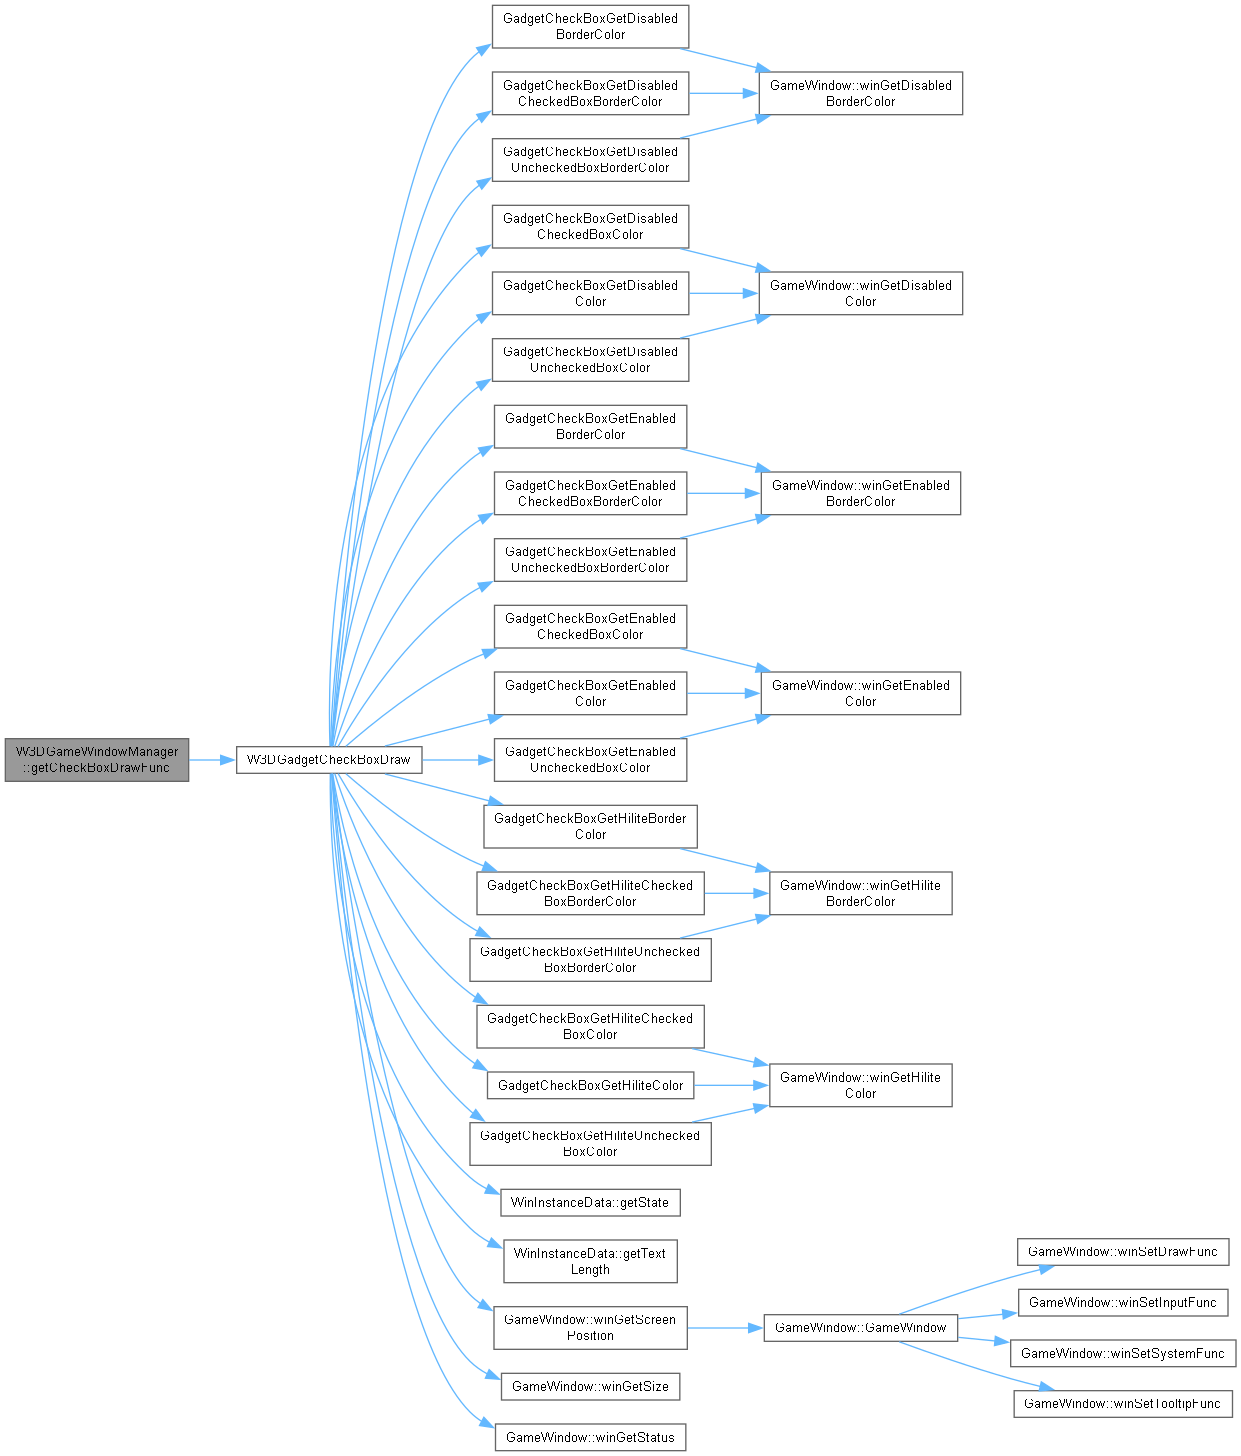 W3DGameWindowManager
::getCheckBoxDrawFunc
W3DGadgetCheckBoxDraw
GadgetCheckBoxGetDisabled
BorderColor
GadgetCheckBoxGetDisabled
CheckedBoxBorderColor
GadgetCheckBoxGetDisabled
UncheckedBoxBorderColor
GameWindow::winGetDisabled
BorderColor
GadgetCheckBoxGetDisabled
CheckedBoxColor
GadgetCheckBoxGetDisabled
Color
GadgetCheckBoxGetDisabled
UncheckedBoxColor
GameWindow::winGetDisabled
Color
GadgetCheckBoxGetEnabled
BorderColor
GadgetCheckBoxGetEnabled
CheckedBoxBorderColor
GadgetCheckBoxGetEnabled
UncheckedBoxBorderColor
GameWindow::winGetEnabled
BorderColor
GadgetCheckBoxGetEnabled
CheckedBoxColor
GadgetCheckBoxGetEnabled
Color
GadgetCheckBoxGetEnabled
UncheckedBoxColor
GameWindow::winGetEnabled
Color
GadgetCheckBoxGetHiliteBorder
Color
GadgetCheckBoxGetHiliteChecked
BoxBorderColor
GadgetCheckBoxGetHiliteUnchecked
BoxBorderColor
GameWindow::winGetHilite
BorderColor
GadgetCheckBoxGetHiliteChecked
BoxColor
GadgetCheckBoxGetHiliteColor
GadgetCheckBoxGetHiliteUnchecked
BoxColor
GameWindow::winGetHilite
Color
WinInstanceData::getState
WinInstanceData::getText
Length
GameWindow::winGetScreen
Position
GameWindow::GameWindow
GameWindow::winSetDrawFunc
GameWindow::winSetInputFunc
GameWindow::winSetSystemFunc
GameWindow::winSetTooltipFunc
GameWindow::winGetSize
GameWindow::winGetStatus